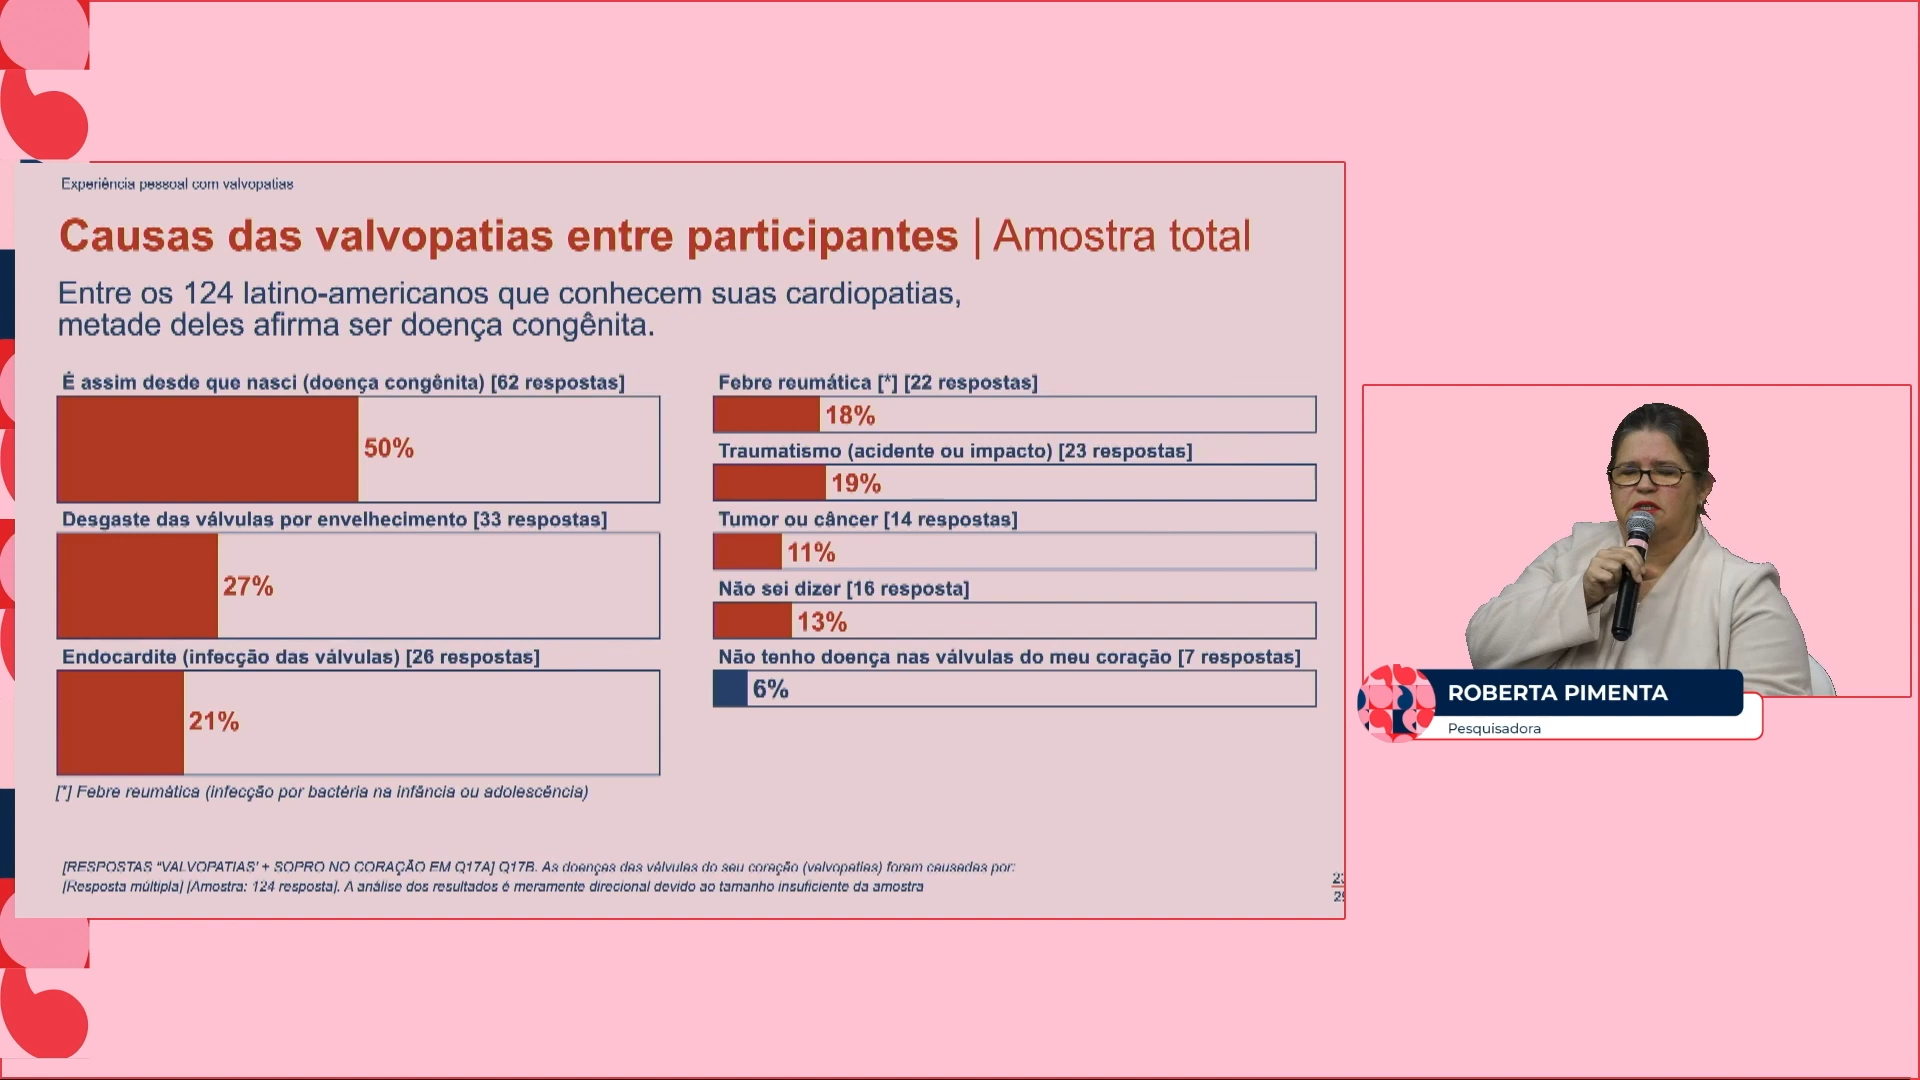 Experiência pessoal com valvopatias
Causas das valvopatias entre participantes | Amostra total
Entre os 124 latino-americanos que conhecem suas cardiopatias,
metade deles afirma ser doença congênita.
É assim desde que nasci (doença congênita) [62 respostas]
50%
Desgaste das válvulas por envelhecimento [33 respostas]
27%
Endocardite (infecção das válvulas) [26 respostas]
21%
[*] Febre reumática (infecção por bactéria na infância ou adolescência)
Febre reumática [*] [22 respostas]
18%
Traumatismo (acidente ou impacto) [23 respostas]
19%
Tumor ou câncer [14 respostas]
11%
Não sei dizer [16 resposta]
13%
Não tenho doença nas válvulas do meu coração [7 respostas]
6%
[RESPOSTAS "VALVOPATIAS' + SOPRO NO CORAÇÃO EM Q17A] Q17B. As doenças das válvulas do seu coração (valvopatias) foram causadas por:
[Resposta múltipla] [Amostra: 124 resposta]. A análise dos resultados é meramente direcional devido ao tamanho insuficiente da amostra
ROBERTA PIMENTA
Pesquisadora